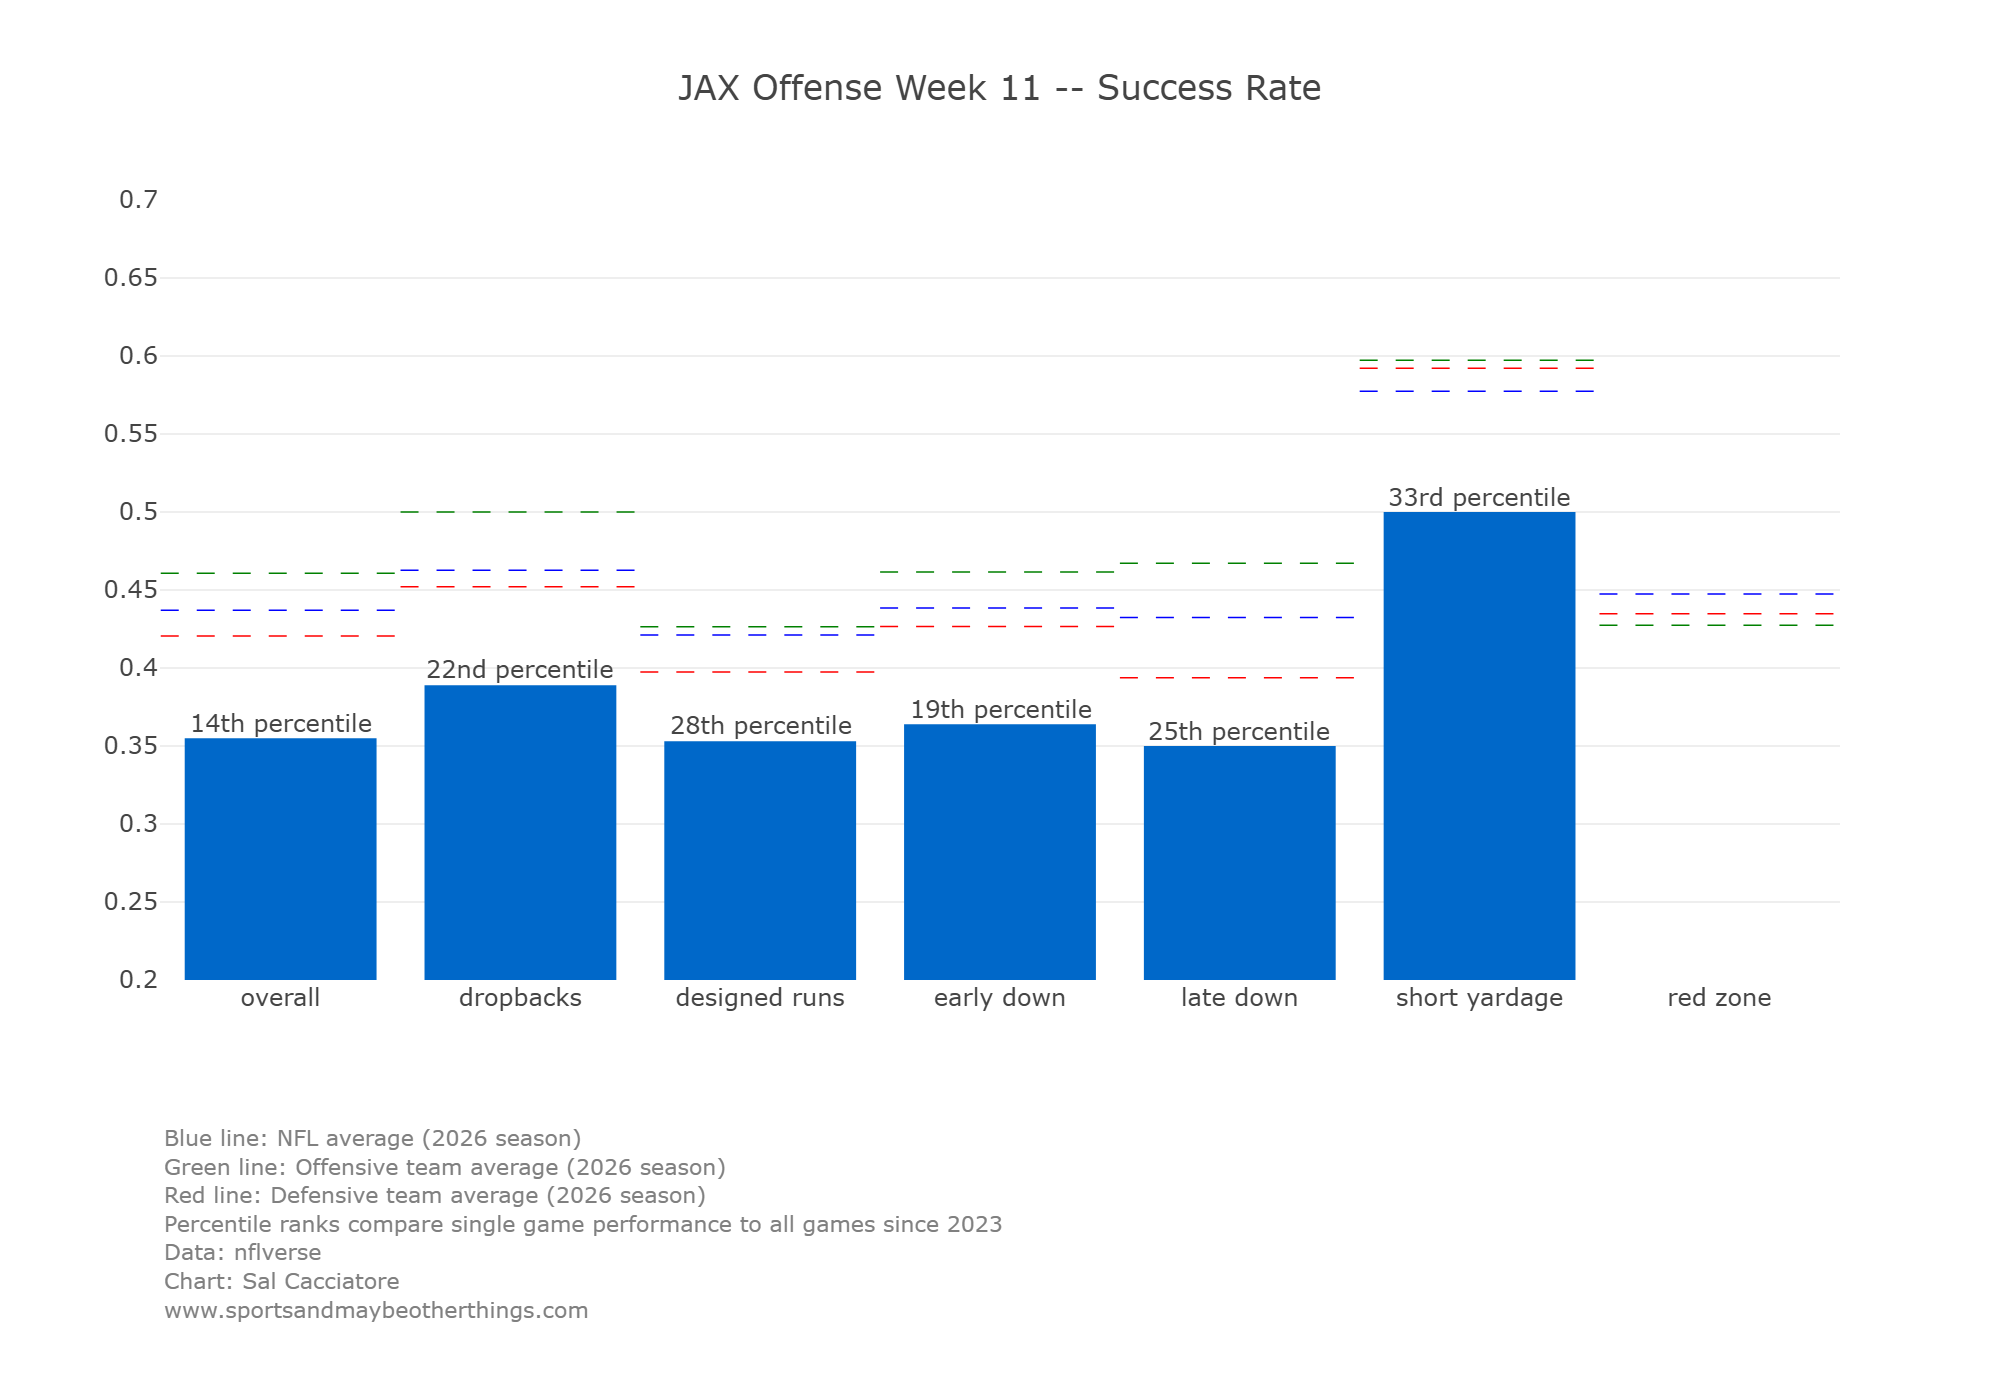 JAX Offense Week 11 -- Success Rate
0.7
0.65
0.6
0.55
0.5
0.45
0.4
0.35
0.3
0.25
0.2
14th percentile
22nd percentile
28th percentile
19th percentile
25th percentile
33rd percentile
overall
dropbacks
designed runs
early down
late down
short yardage
red zone
Blue line: NFL average (2026 season)
Green line: Offensive team average (2026 season)
Red line: Defensive team average (2026 season)
Percentile ranks compare single game performance to all games since 2023
Data: nflverse
Chart: Sal Cacciatore
www.sportsandmaybeotherthings.com